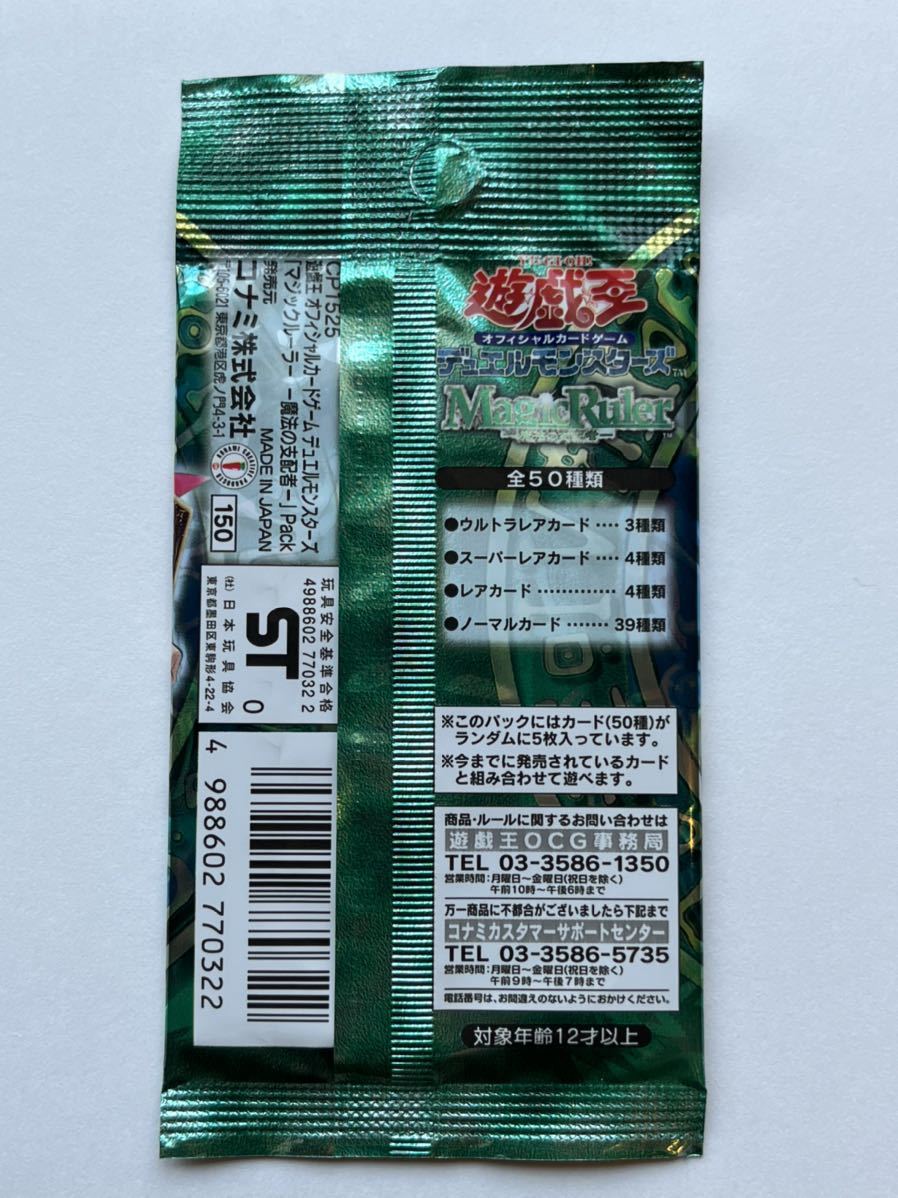 YU-GI-OH!
遊戯王
オフィシャルカードゲーム
デュエルモンスターズ™
Magic Ruler™
全50種類
●ウルトラレアカード ‥‥ 3種類
●スーパーレアカード ‥‥ 4種類
●レアカード ‥‥‥‥‥ 4種類
●ノーマルカード ‥‥‥ 39種類
※このパックにはカード(50種)が
ランダムに5枚入っています。
※今までに発売されているカード
と組み合わせて遊べます。
商品・ルールに関するお問い合わせは
遊戯王OCG事務局
TEL 03-3586-1350
営業時間：月曜日～金曜日(祝日を除く)
午前10時～午後6時まで
万一商品に不都合がございましたら下記まで
コナミカスタマーサポートセンター
TEL 03-3586-5735
営業時間：月曜日～金曜日(祝日を除く)
午前9時～午後7時まで
電話番号は、お間違えのないようにおかけください。
対象年齢12才以上
CP1525
遊戯王 オフィシャルカードゲーム デュエルモンスターズ
「マジックルーラー －魔法の支配者－」Pack
MADE IN JAPAN
発売元
コナミ株式会社
東京都港区虎ノ門4-3-1
150
玩具安全基準合格
4988602 77032 2
ST
0
(社)日本玩具協会
東京都墨田区東駒形4-22-4
4 988602 770322